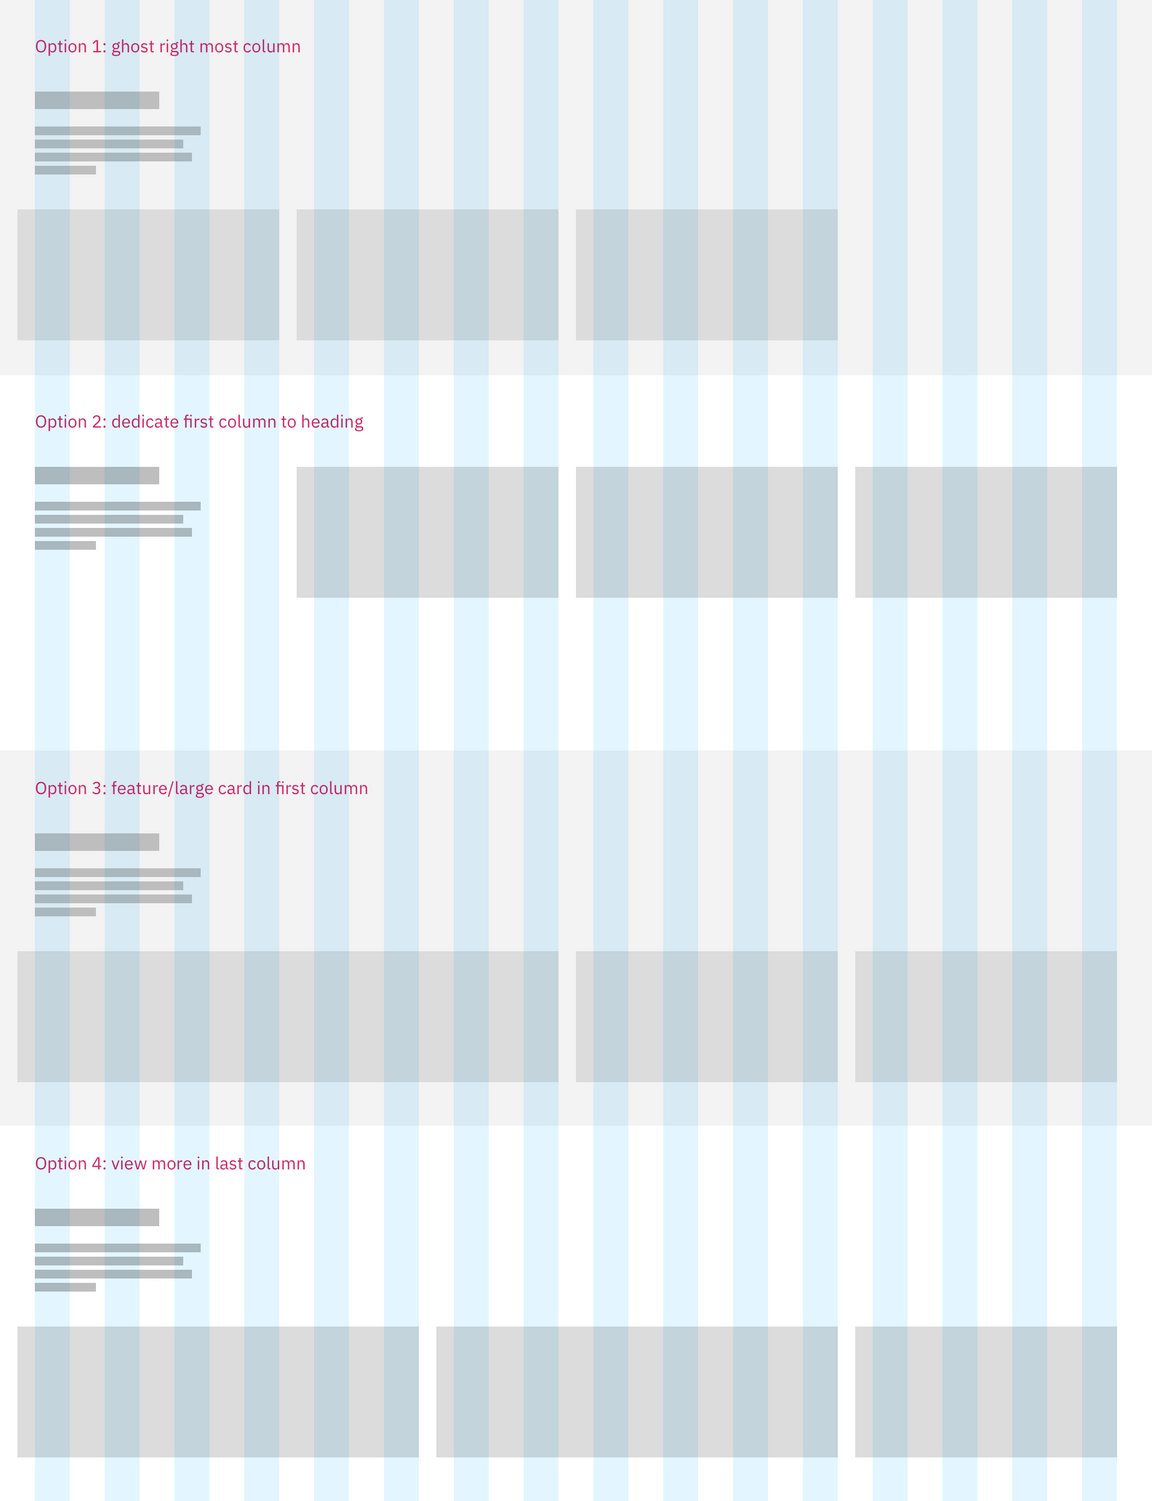 Option 1: ghost right most column
Option 2: dedicate first column to heading
Option 3: feature/large card in first column
Option 4: view more in last column